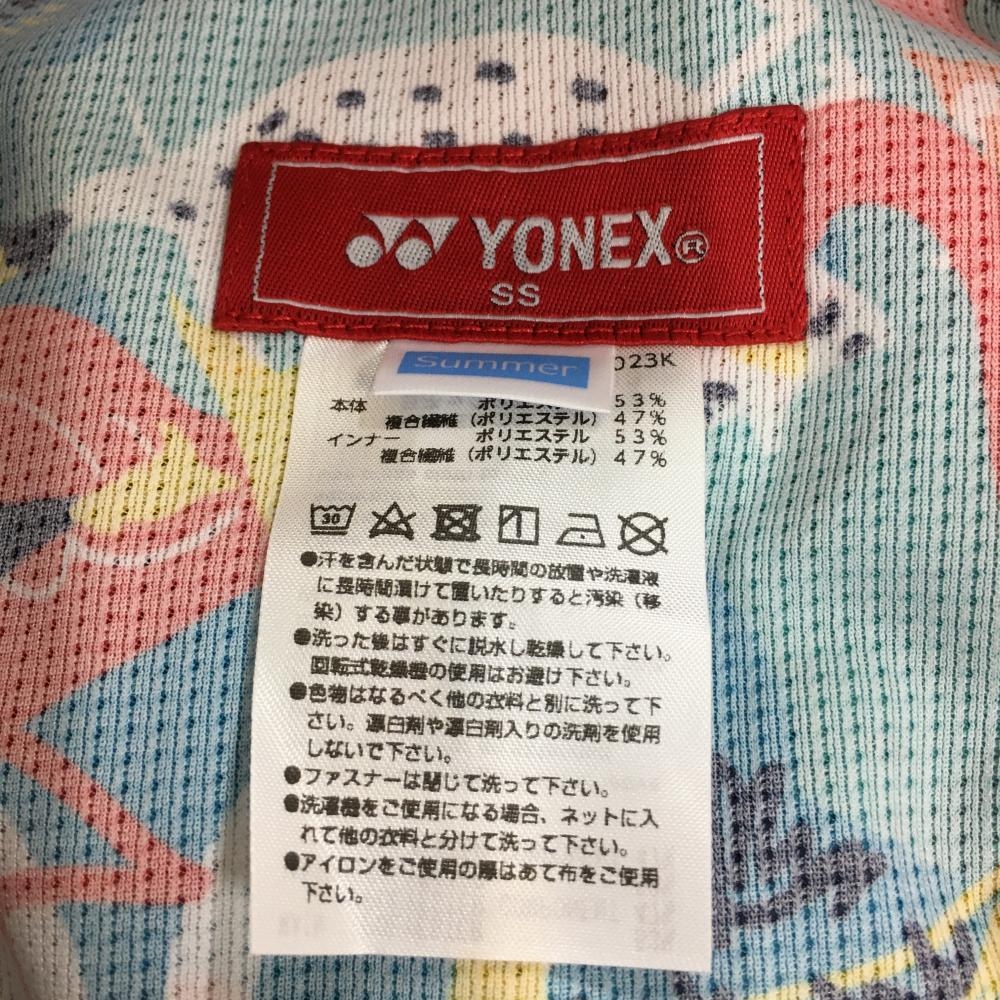 YONEX®
SS
Summer
023K
本体 ポリエステル 53%
複合繊維(ポリエステル) 47%
インナー ポリエステル 53%
複合繊維(ポリエステル) 47%
30
●汗を含んだ状態で長時間の放置や洗濯液
に長時間漬けて置いたりすると汚染(移
染)する事があります。
●洗った後はすぐに脱水し乾燥して下さい。
回転式乾燥機の使用はお避け下さい。
●色物はなるべく他の衣料と別に洗って下
さい。漂白剤や漂白剤入りの洗剤を使用
しないで下さい。
●ファスナーは閉じて洗って下さい。
●洗濯機をご使用になる場合、ネットに入
れて他の衣料と分けて洗って下さい。
●アイロンをご使用の際はあて布をご使用
下さい。